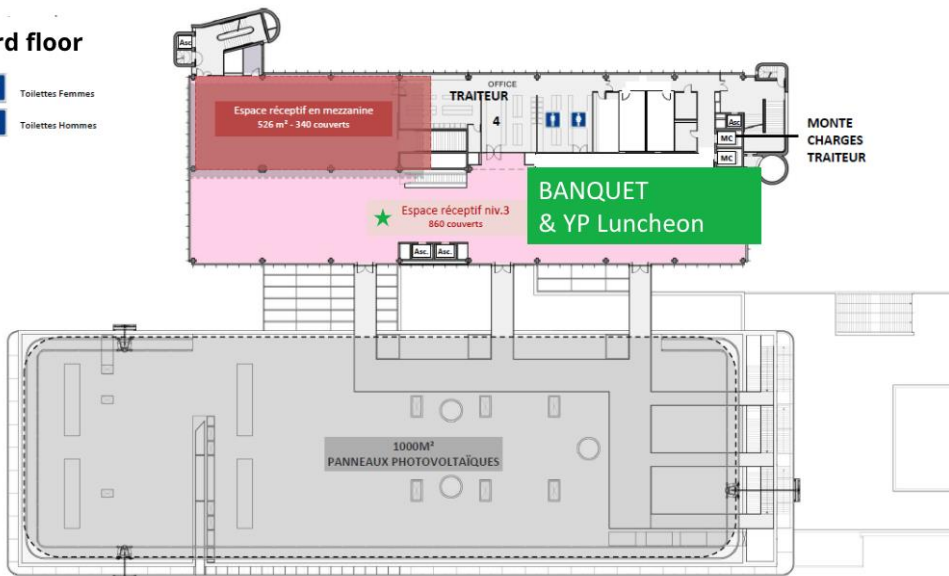 rd floor
Toilettes Femmes
Toilettes Hommes
Asc
OFFICE
TRAITEUR
4
Espace réceptif en mezzanine
526 m² - 340 couverts
Asc
MC
MC
MONTE
CHARGES
TRAITEUR
BANQUET
& YP Luncheon
Espace réceptif niv.3
860 couverts
Asc.
Asc.
1000M²
PANNEAUX PHOTOVOLTAÏQUES